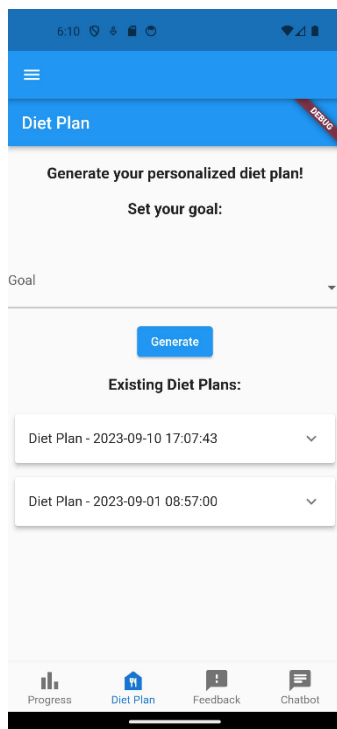 6:10
Diet Plan
DEBUG
Generate your personalized diet plan!
Set your goal:
Goal
Generate
Existing Diet Plans:
Diet Plan - 2023-09-10 17:07:43
Diet Plan - 2023-09-01 08:57:00
Progress
Diet Plan
Feedback
Chatbot